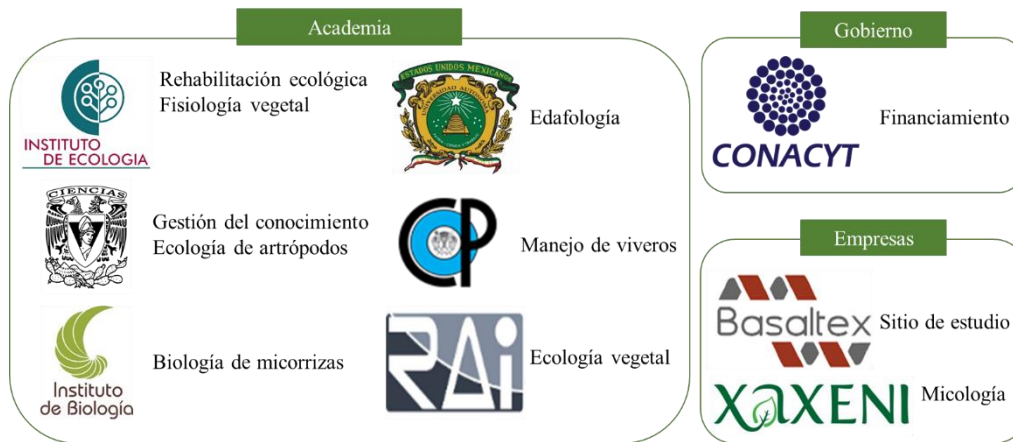 Academia
INSTITUTO
DE ECOLOGIA
Rehabilitación ecológica
Fisiología vegetal
ESTADOS UNIDOS MEXICANOS
UNIVERSIDAD AUTONOMA
Edafología
CIENCIAS
Gestión del conocimiento
Ecología de artrópodos
CP
Manejo de viveros
Instituto
de Biología
Biología de micorrizas
RAi
Ecología vegetal
Gobierno
CONACYT
Financiamiento
Empresas
Basaltex
Sitio de estudio
XAXENI
Micología